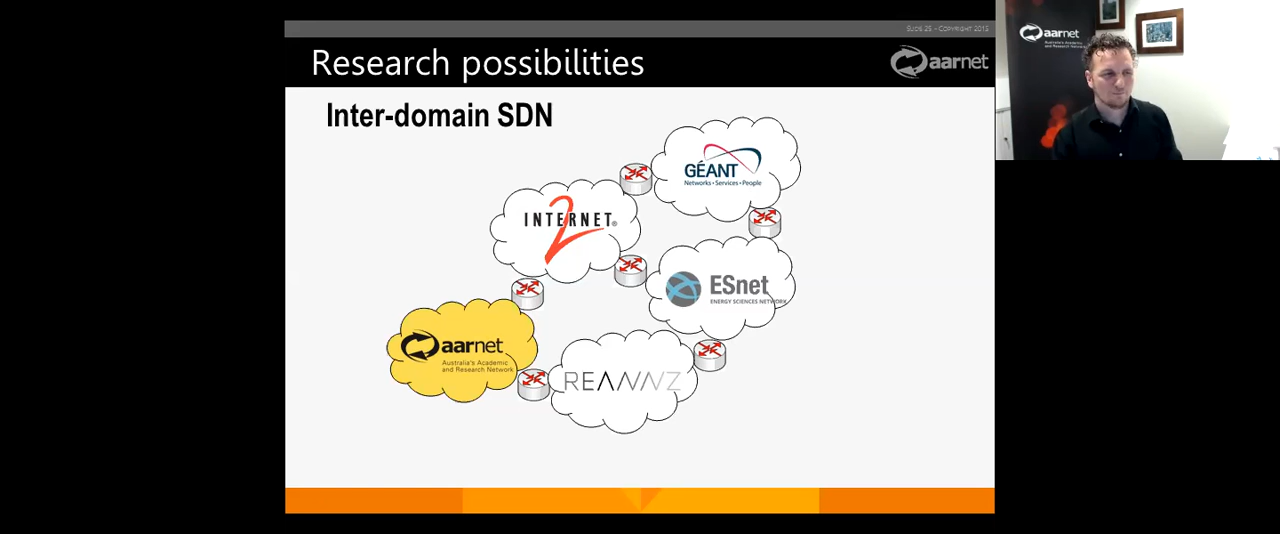 SLIDE 25 – COPYRIGHT 2015
Research possibilities
aarnet
Inter-domain SDN
GÉANT
Networks•Services•People
INTERNET®
2
ESnet
ENERGY SCIENCES NETWORK
aarnet
Australia's Academic
and Research Network
REANNZ
aarnet
Australia's Academic
and Research Network